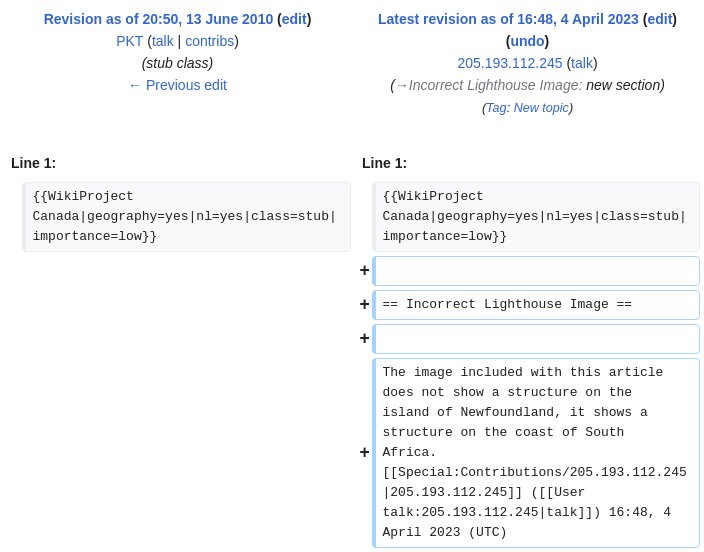 Revision as of 20:50, 13 June 2010 (edit)
PKT (talk | contribs)
(stub class)
← Previous edit
Latest revision as of 16:48, 4 April 2023 (edit)
(undo)
205.193.112.245 (talk)
(→Incorrect Lighthouse Image: new section)
(Tag: New topic)
Line 1:
Line 1:
{{WikiProject
Canada|geography=yes|nl=yes|class=stub|
importance=low}}
{{WikiProject
Canada|geography=yes|nl=yes|class=stub|
importance=low}}
+
+ == Incorrect Lighthouse Image ==
+
The image included with this article
does not show a structure on the
island of Newfoundland, it shows a
structure on the coast of South
+ Africa.
[[Special:Contributions/205.193.112.245
|205.193.112.245]] ([[User
talk:205.193.112.245|talk]]) 16:48, 4
April 2023 (UTC)